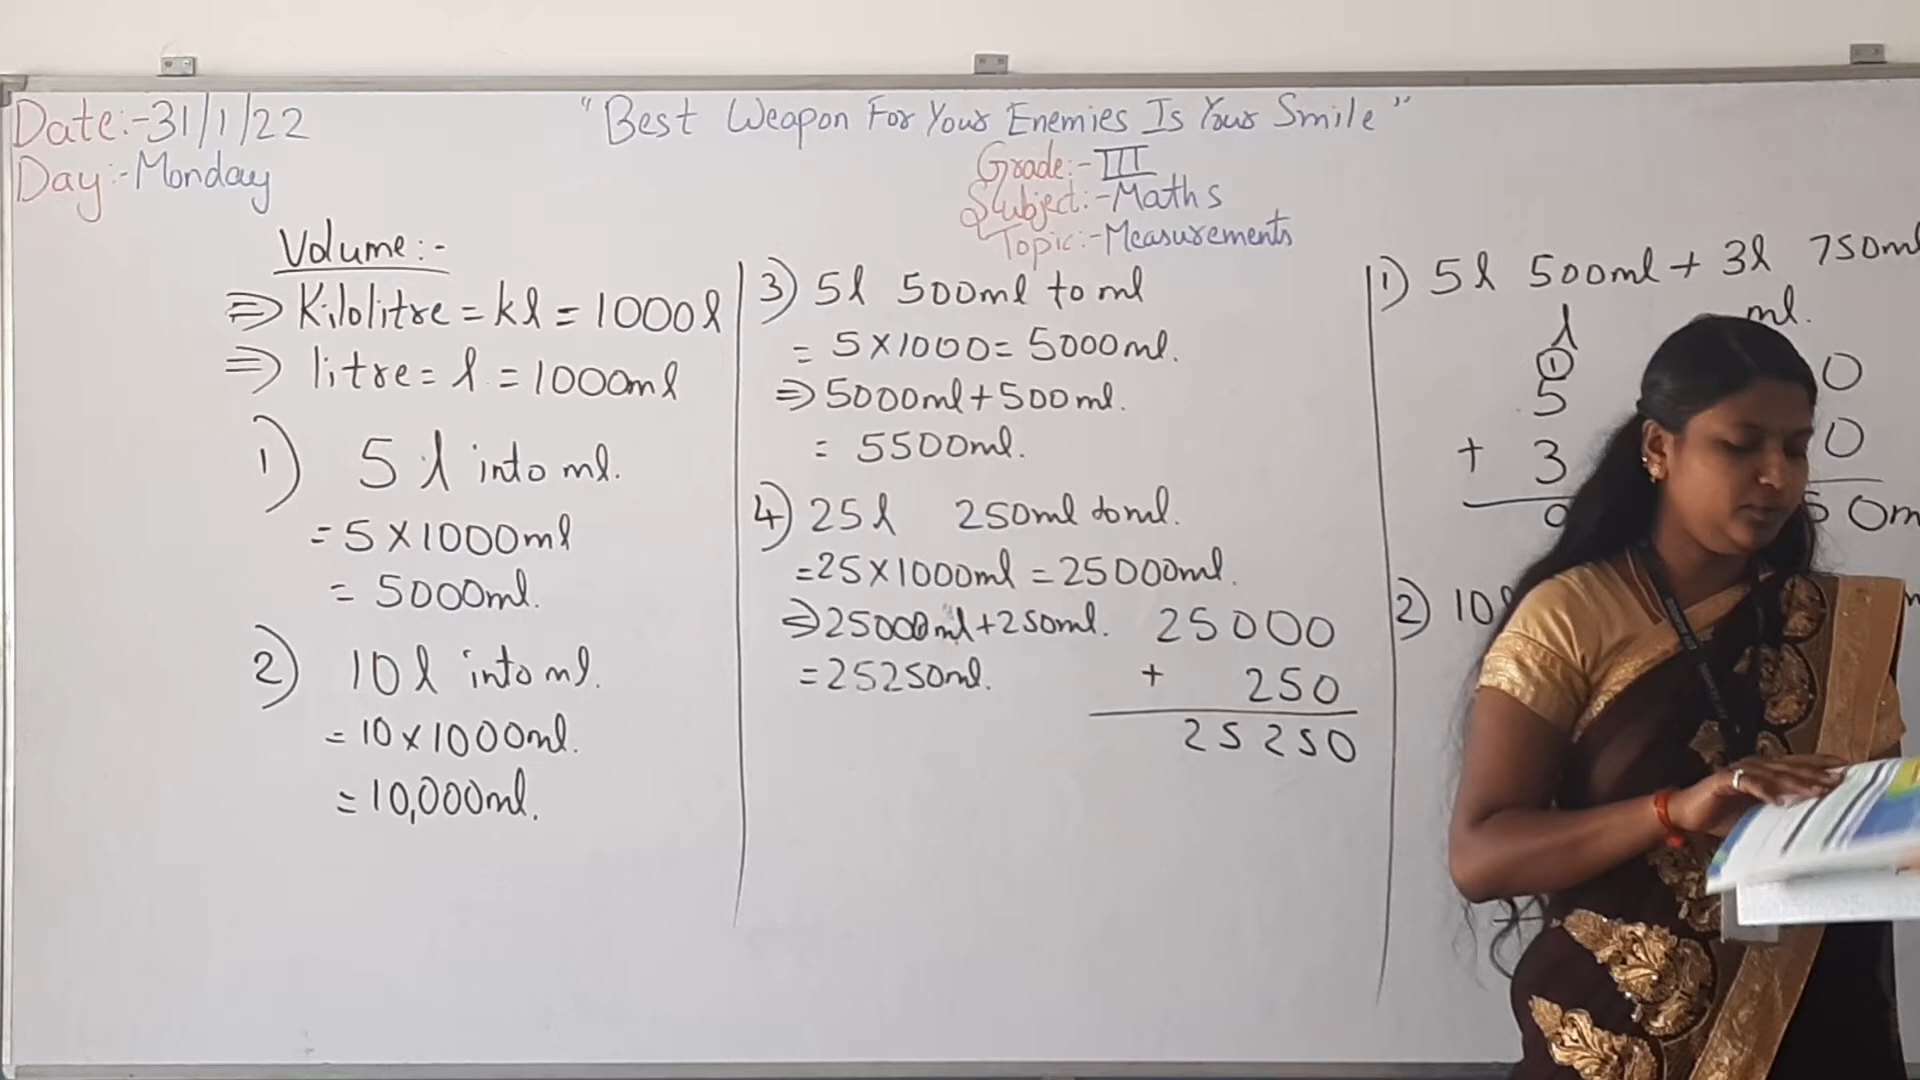 Date:-31/1/22
"Best Weapon For Your Enemies Is Your Smile"
Day:-Monday
Grade:-III
Subject:-Maths
Topic:-Measurements
Volume:-
⇒ Kilolitre = kl = 1000l
⇒ litre = l = 1000ml
1) 5 l into ml.
= 5 × 1000ml
= 5000ml.
2) 10 l into ml.
= 10 × 1000ml.
= 10,000ml.
3) 5l 500ml to ml
= 5 × 1000 = 5000ml.
⇒ 5000ml + 500ml.
= 5500ml.
4) 25l 250ml to ml.
= 25 × 1000ml = 25000ml.
⇒ 25000ml + 250ml.
= 25250ml.
25000
+ 250
25250
1) 5l 500ml + 3l 750ml
l ml.
1
5 0
+ 3 0
50m
2) 10l